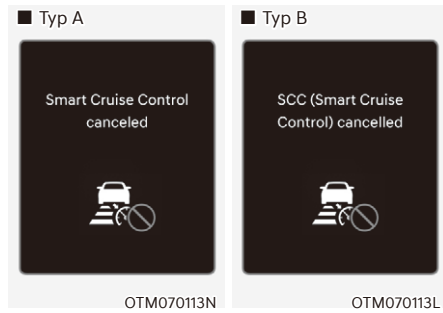 ■ Typ A
Smart Cruise Control
canceled
OTM070113N
■ Typ B
SCC (Smart Cruise
Control) cancelled
OTM070113L